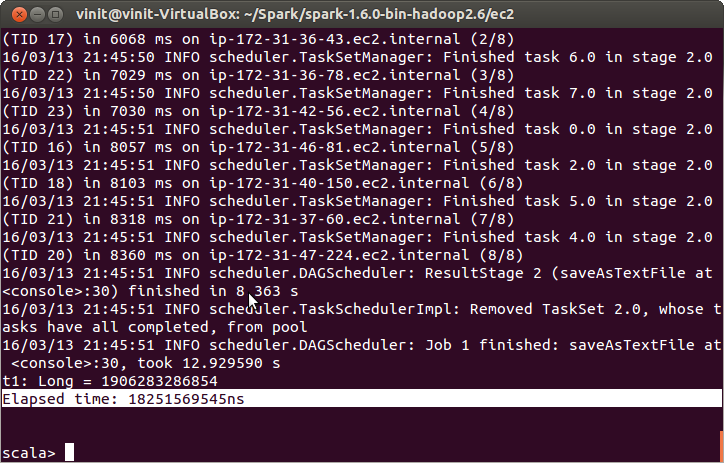 vinit@vinit-VirtualBox: ~/Spark/spark-1.6.0-bin-hadoop2.6/ec2
(TID 17) in 6068 ms on ip-172-31-36-43.ec2.internal (2/8)
16/03/13 21:45:50 INFO scheduler.TaskSetManager: Finished task 6.0 in stage 2.0
(TID 22) in 7029 ms on ip-172-31-36-78.ec2.internal (3/8)
16/03/13 21:45:50 INFO scheduler.TaskSetManager: Finished task 7.0 in stage 2.0
(TID 23) in 7030 ms on ip-172-31-42-56.ec2.internal (4/8)
16/03/13 21:45:51 INFO scheduler.TaskSetManager: Finished task 0.0 in stage 2.0
(TID 16) in 8057 ms on ip-172-31-46-81.ec2.internal (5/8)
16/03/13 21:45:51 INFO scheduler.TaskSetManager: Finished task 2.0 in stage 2.0
(TID 18) in 8103 ms on ip-172-31-40-150.ec2.internal (6/8)
16/03/13 21:45:51 INFO scheduler.TaskSetManager: Finished task 5.0 in stage 2.0
(TID 21) in 8318 ms on ip-172-31-37-60.ec2.internal (7/8)
16/03/13 21:45:51 INFO scheduler.TaskSetManager: Finished task 4.0 in stage 2.0
(TID 20) in 8360 ms on ip-172-31-47-224.ec2.internal (8/8)
16/03/13 21:45:51 INFO scheduler.DAGScheduler: ResultStage 2 (saveAsTextFile at
<console>:30) finished in 8.363 s
16/03/13 21:45:51 INFO scheduler.TaskSchedulerImpl: Removed TaskSet 2.0, whose t
asks have all completed, from pool
16/03/13 21:45:51 INFO scheduler.DAGScheduler: Job 1 finished: saveAsTextFile at
<console>:30, took 12.929590 s
t1: Long = 1906283286854
Elapsed time: 18251569545ns
scala>